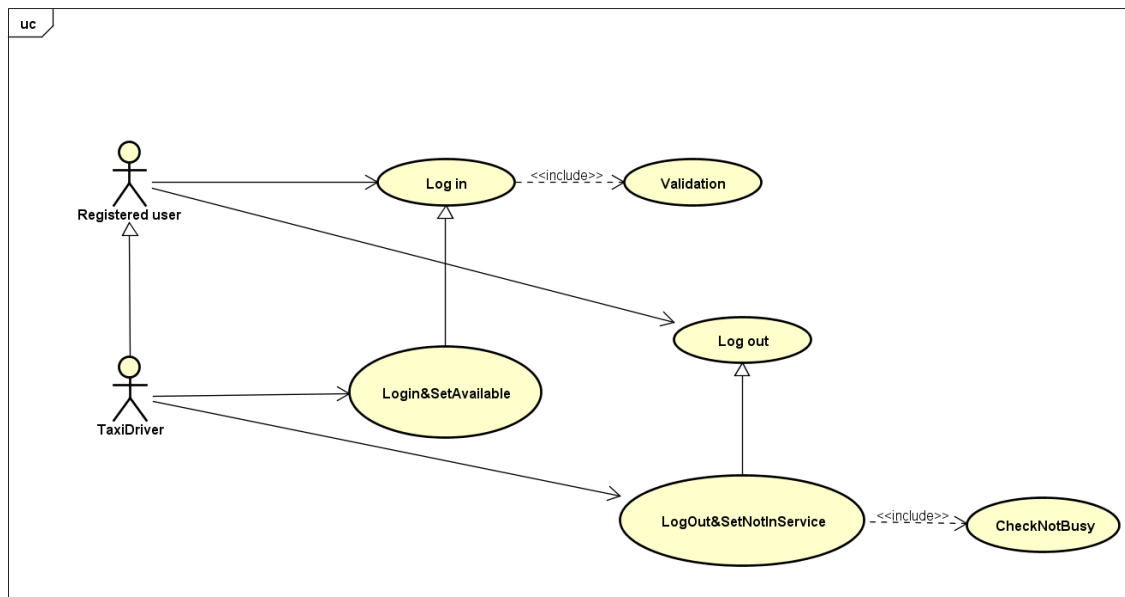 uc
Registered user
Log in
<<include>>
Validation
Log out
TaxiDriver
Login&SetAvailable
LogOut&SetNotInService
<<include>>
CheckNotBusy